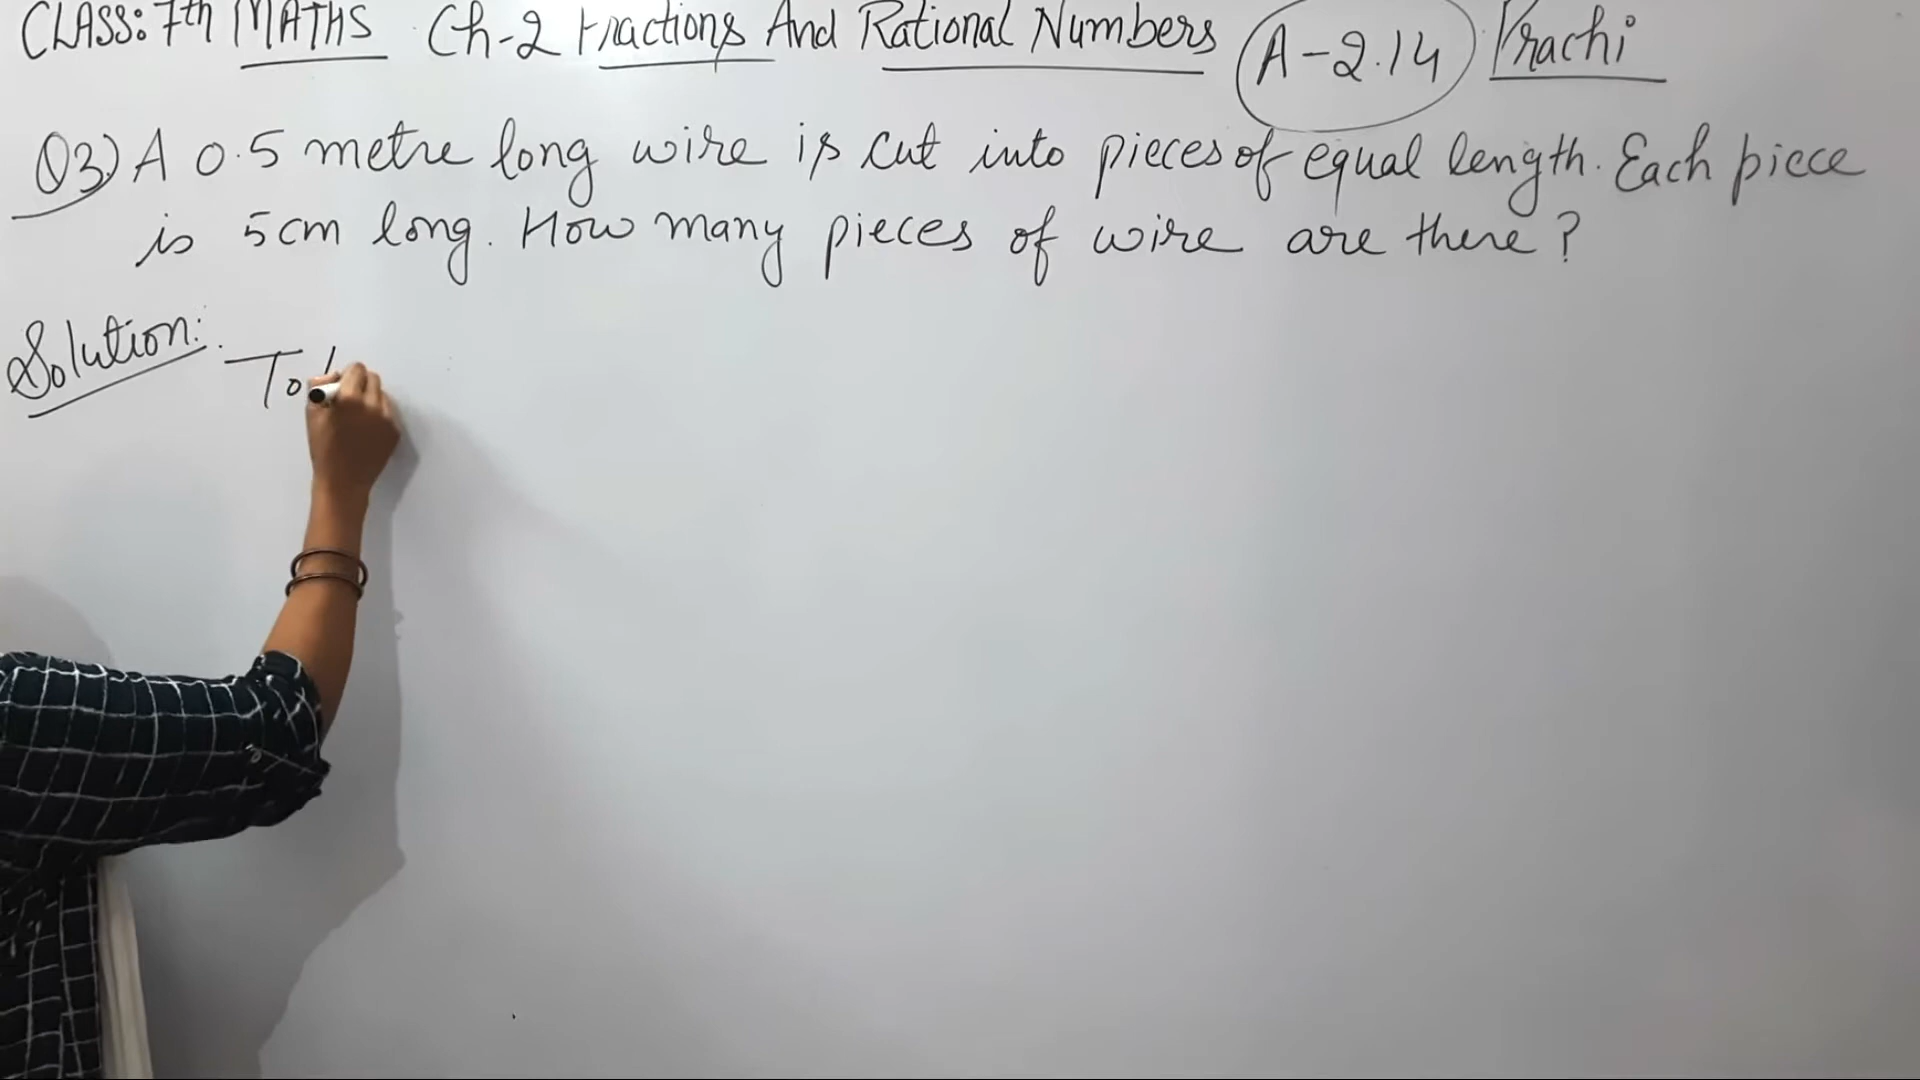 CLASS: 7th MATHS Ch-2 Fractions And Rational Numbers A-2.14 Prachi
Q3) A 0.5 metre long wire is cut into pieces of equal length. Each piece
is 5cm long. How many pieces of wire are there?
Solution: Tot